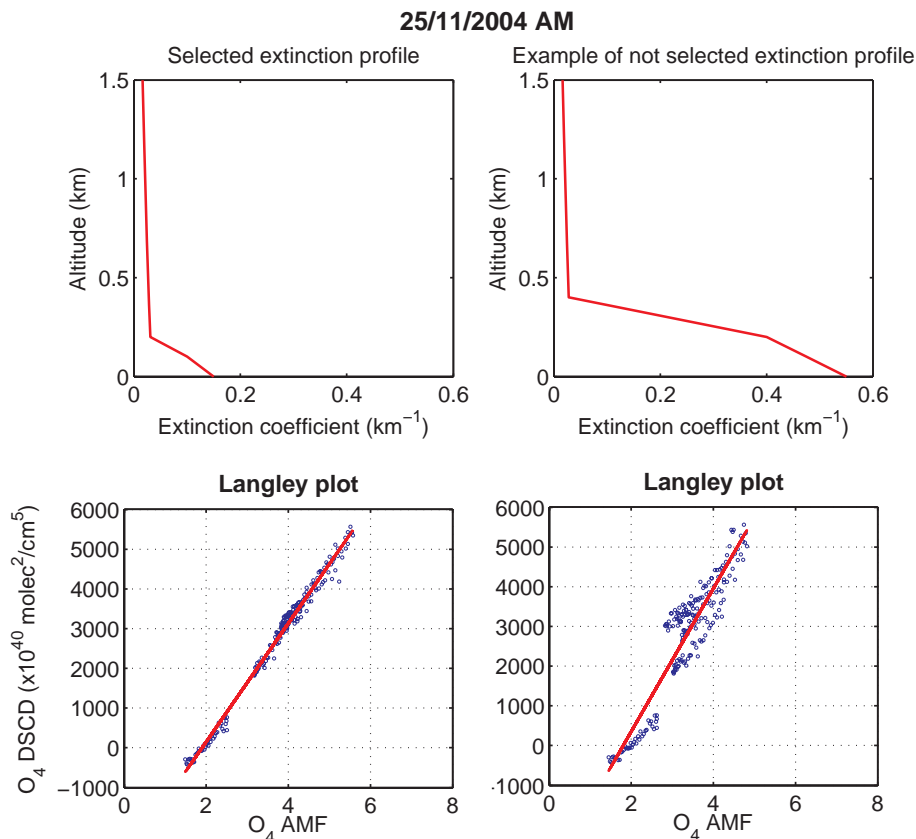 25/11/2004 AM
Selected extinction profile
Example of not selected extinction profile
1.5
1
0.5
0
Altitude (km)
0 0.2 0.4 0.6
Extinction coefficient (km⁻¹)
1.5
1
0.5
0
Altitude (km)
0 0.2 0.4 0.6
Extinction coefficient (km⁻¹)
Langley plot
6000
5000
4000
3000
2000
1000
0
−1000
O₄ DSCD (x10⁴⁰ molec²/cm⁵)
0 2 4 6 8
O₄ AMF
Langley plot
6000
5000
4000
3000
2000
1000
0
-1000
0 2 4 6 8
O₄ AMF